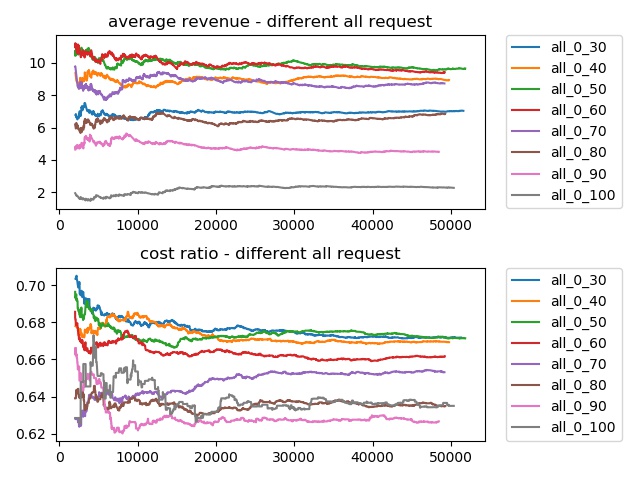 average revenue - different all request
10
8
6
4
2
0 10000 20000 30000 40000 50000
all_0_30
all_0_40
all_0_50
all_0_60
all_0_70
all_0_80
all_0_90
all_0_100
cost ratio - different all request
0.70
0.68
0.66
0.64
0.62
0 10000 20000 30000 40000 50000
all_0_30
all_0_40
all_0_50
all_0_60
all_0_70
all_0_80
all_0_90
all_0_100